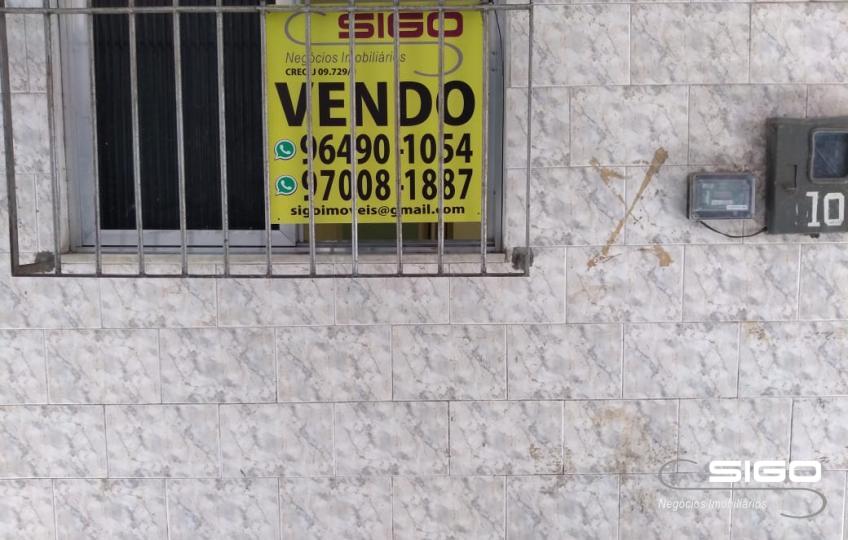 SIGO
Negócios Imobiliários
CRECI J 09.729/
VENDO
96490-1054
97008-1887
sigoimoveis@gmail.com
10
SIGO
Negócios Imobiliários